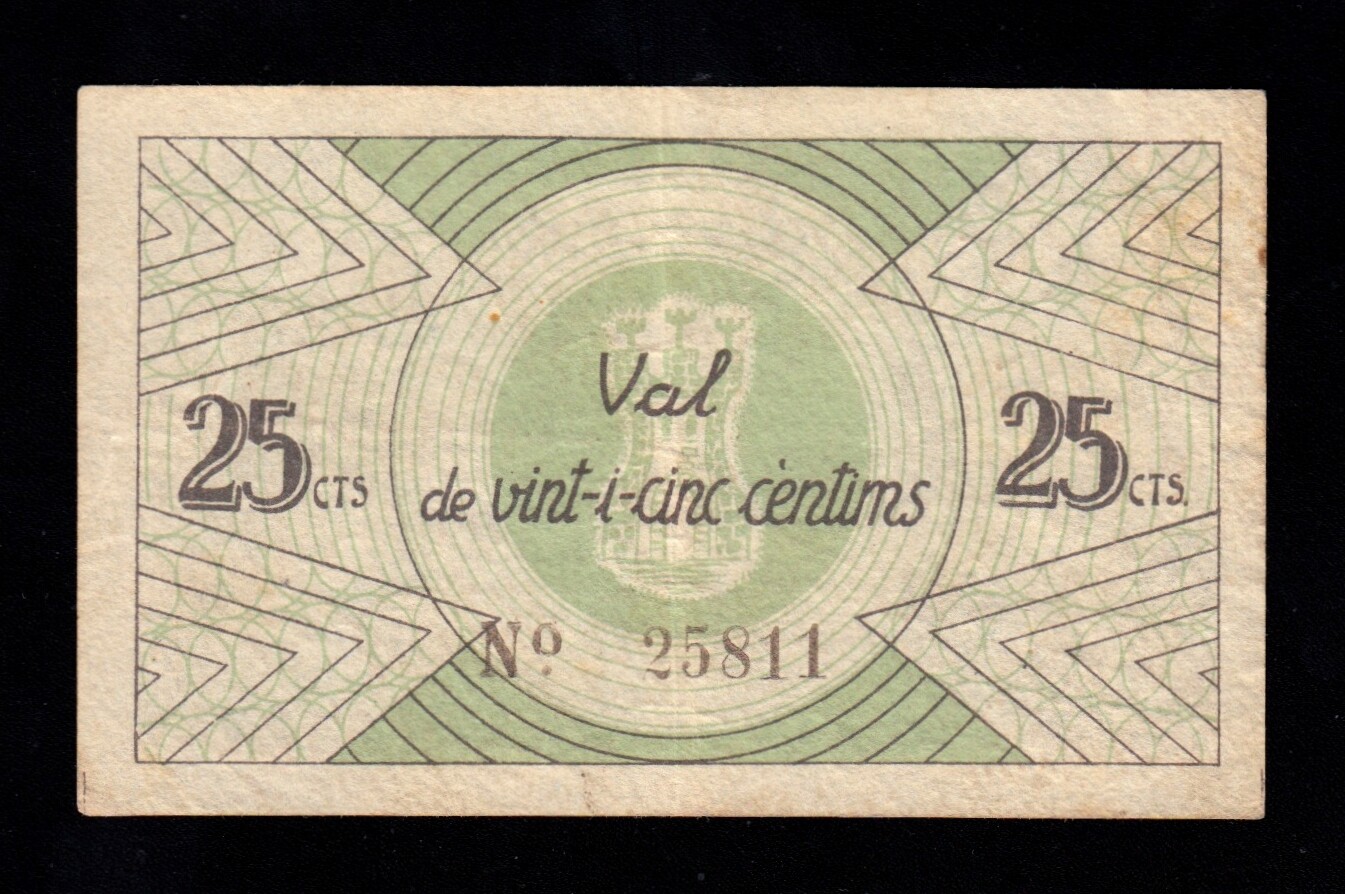 Val
de vint-i-cinc cèntims
25 CTS
25 CTS.
Nº 25811